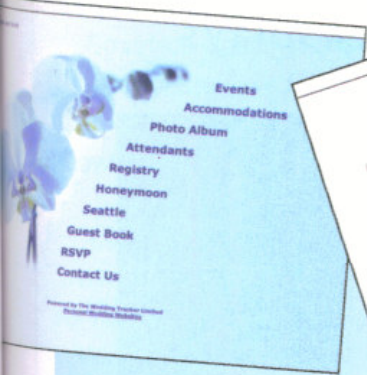 Events
Accommodations
Photo Album
Attendants
Registry
Honeymoon
Seattle
Guest Book
RSVP
Contact Us
Powered by The Wedding Tracker Limited
Personal Wedding Websites